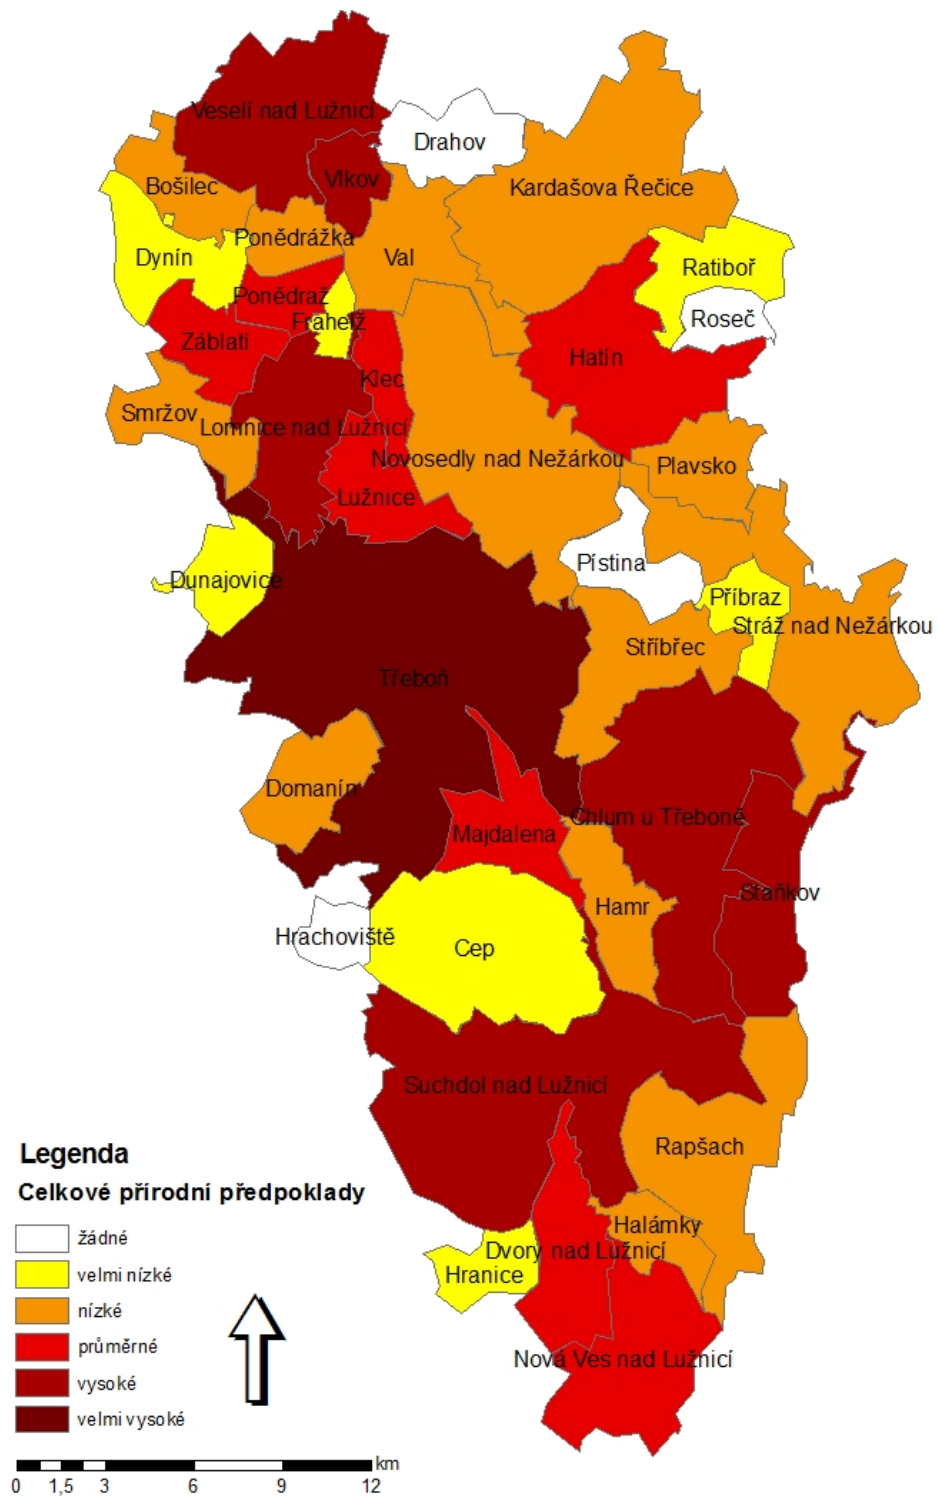 Veselí nad Lužnicí
Drahov
Vlkov
Bošilec
Kardašova Řečice
Ponědrážka
Dynín
Val
Ratiboř
Ponědraž
Frahelž
Roseč
Záblatí
Hatín
Klec
Smržov
Lomnice nad Lužnicí
Novosedly nad Nežárkou
Plavsko
Lužnice
Pístina
Dunajovice
Příbraz
Stráž nad Nežárkou
Stříbřec
Třeboň
Domanín
Chlum u Třeboně
Majdalena
Staňkov
Hamr
Hrachoviště
Cep
Suchdol nad Lužnicí
Rapšach
Halámky
Dvory nad Lužnicí
Hranice
Nová Ves nad Lužnicí
Legenda
Celkové přírodní předpoklady
žádné
velmi nízké
nízké
průměrné
vysoké
velmi vysoké
km
0 1,5 3 6 9 12